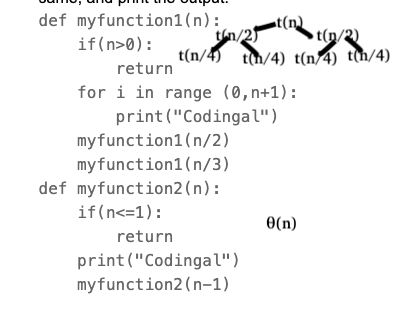 same, and print the output.
def myfunction1(n):
t(n)
t(n/2) t(n/2)
if(n>0):
t(n/4) t(n/4) t(n/4) t(n/4)
return
for i in range (0,n+1):
print("Codingal")
myfunction1(n/2)
myfunction1(n/3)
def myfunction2(n):
if(n<=1):
θ(n)
return
print("Codingal")
myfunction2(n-1)